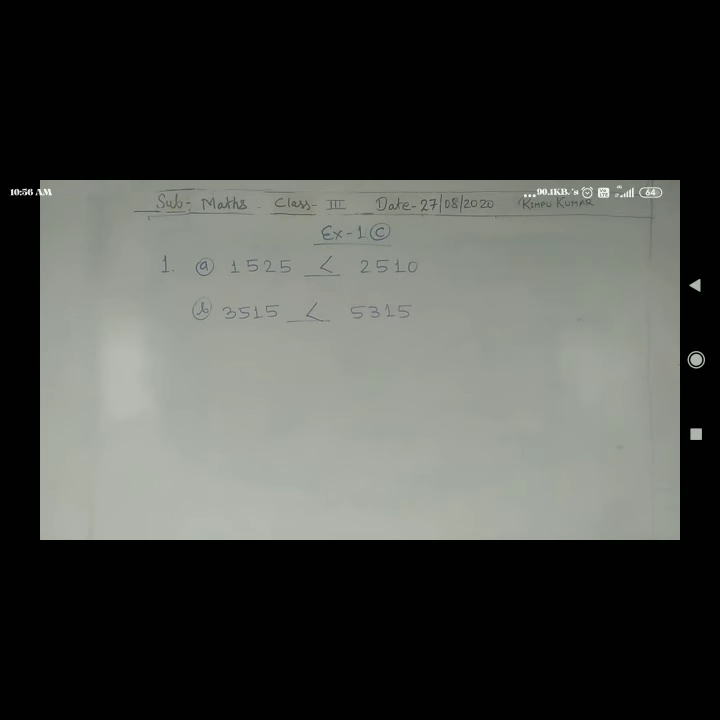 10:56 AM ...90.1KB/s 64
Sub- Maths. Class- III Date- 27/08/2020 KIMPU KUMAR
Ex-1 (c)
1. (a) 1525 < 2510
(b) 3515 < 5315